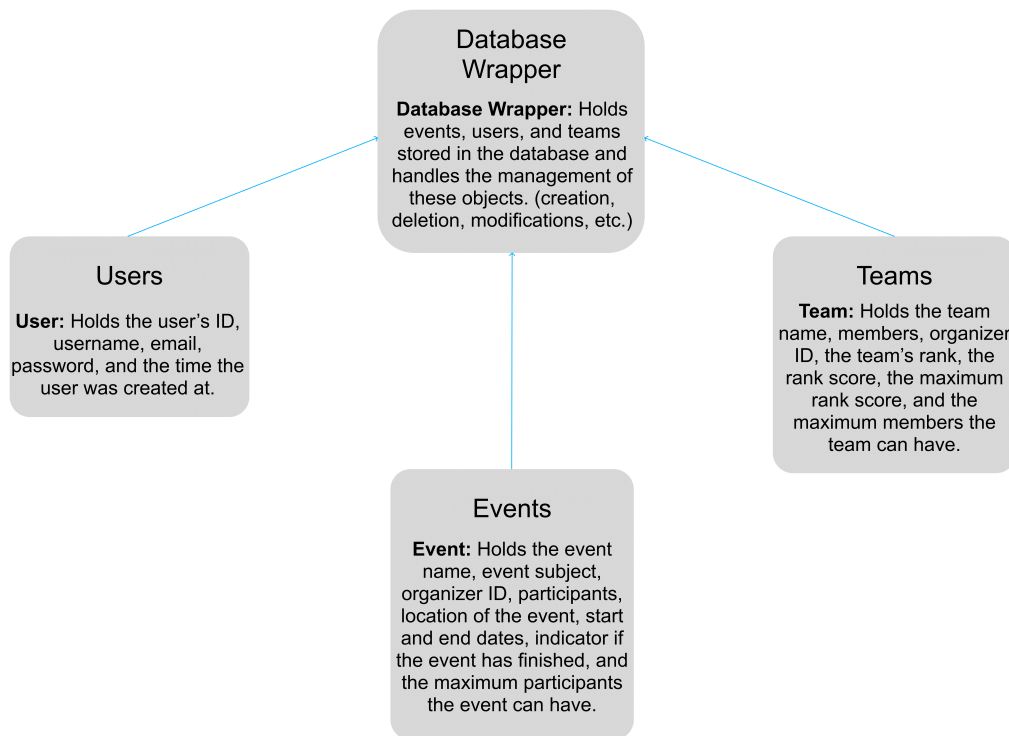 Database
Wrapper
Database Wrapper: Holds
events, users, and teams
stored in the database and
handles the management of
these objects. (creation,
deletion, modifications, etc.)
Users
User: Holds the user's ID,
username, email,
password, and the time the
user was created at.
Teams
Team: Holds the team
name, members, organizer
ID, the team's rank, the
rank score, the maximum
rank score, and the
maximum members the
team can have.
Events
Event: Holds the event
name, event subject,
organizer ID, participants,
location of the event, start
and end dates, indicator if
the event has finished, and
the maximum participants
the event can have.